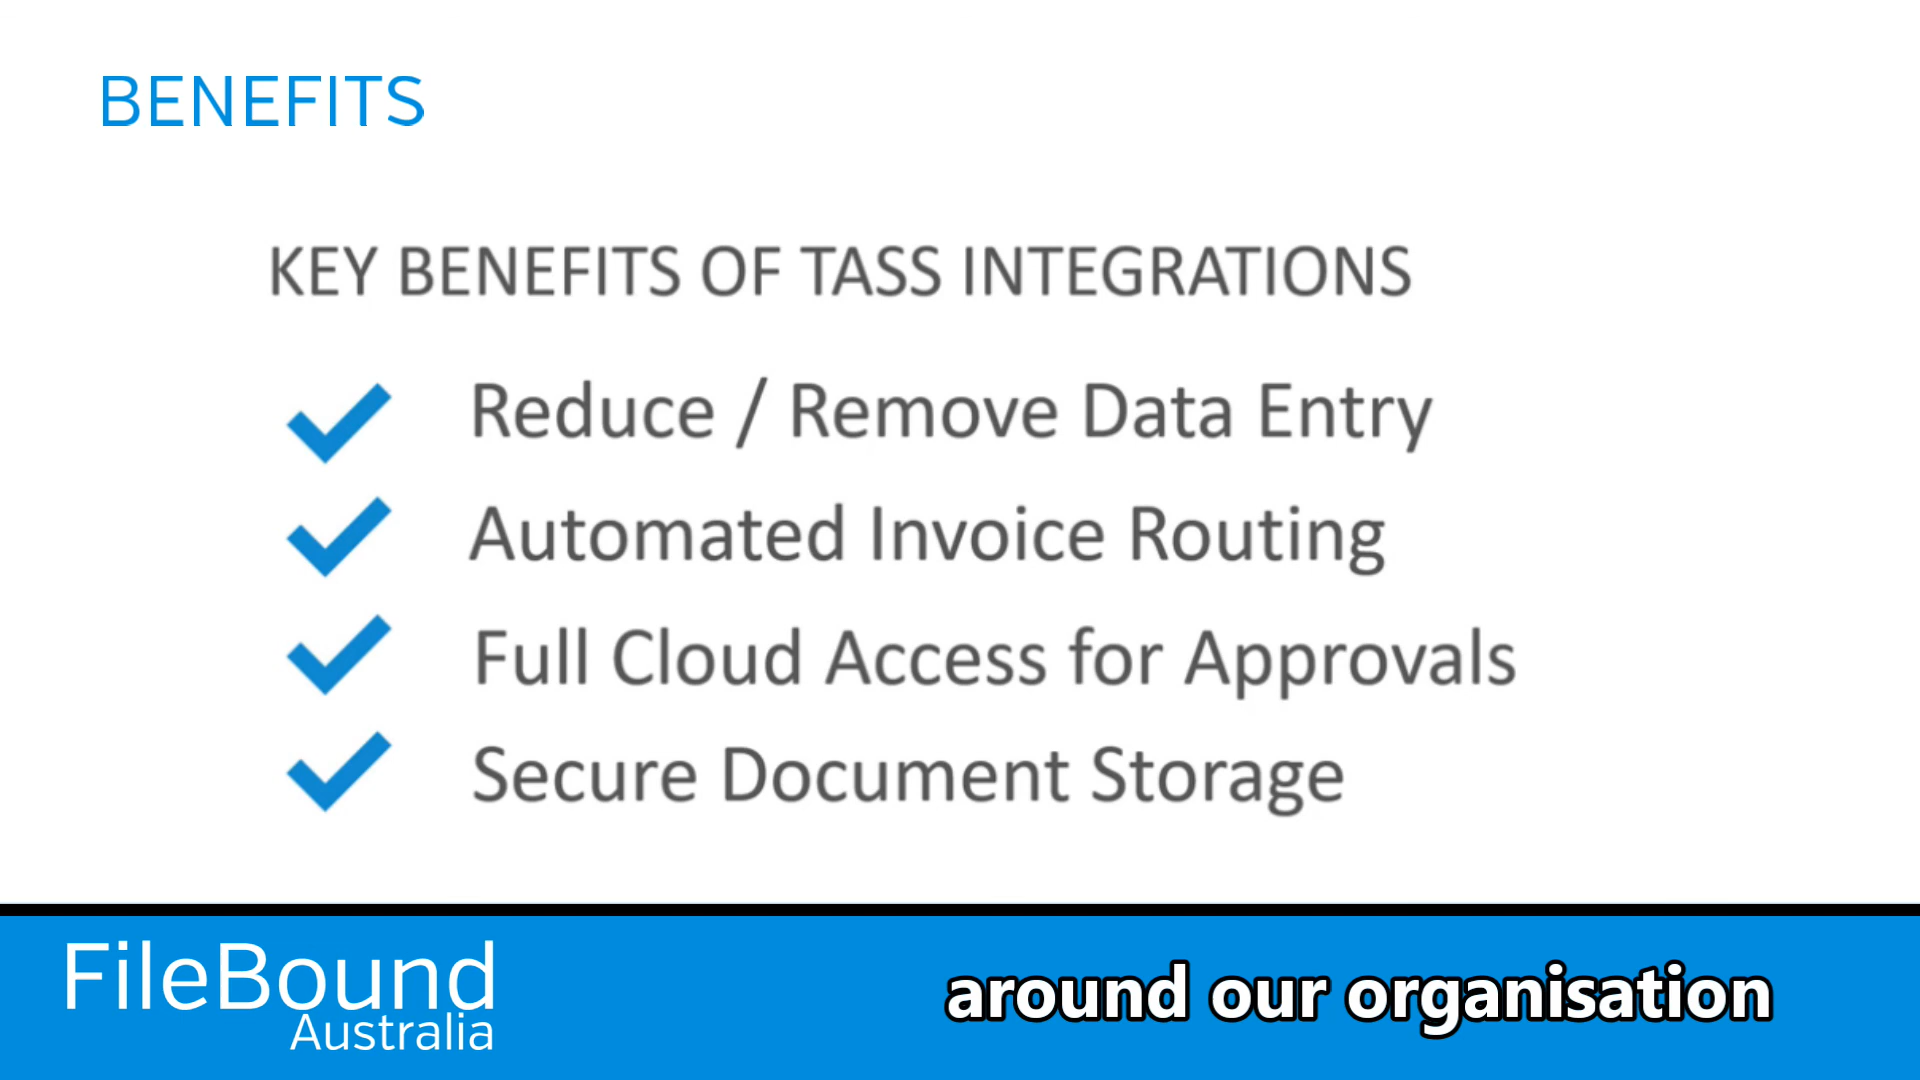 BENEFITS
KEY BENEFITS OF TASS INTEGRATIONS
Reduce / Remove Data Entry
Automated Invoice Routing
Full Cloud Access for Approvals
Secure Document Storage
FileBound
Australia
around our organisation